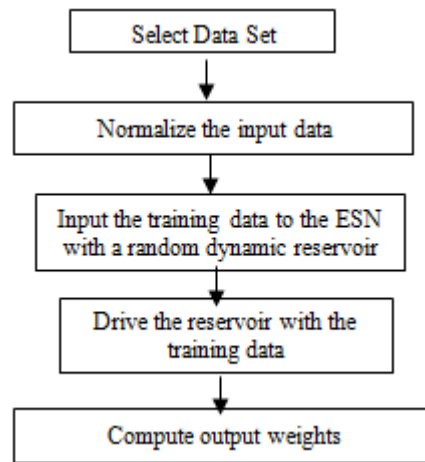 Select Data Set
Normalize the input data
Input the training data to the ESN
with a random dynamic reservoir
Drive the reservoir with the
training data
Compute output weights